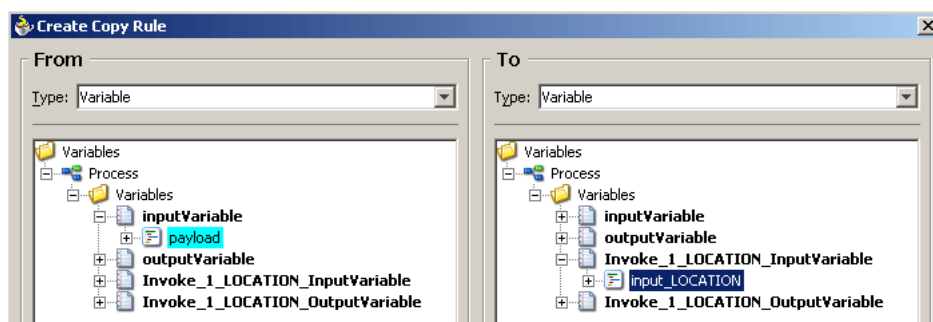 Create Copy Rule
From
Type: Variable
Variables
Process
Variables
inputVariable
payload
outputVariable
Invoke_1_LOCATION_InputVariable
Invoke_1_LOCATION_OutputVariable
To
Type: Variable
Variables
Process
Variables
inputVariable
outputVariable
Invoke_1_LOCATION_InputVariable
input_LOCATION
Invoke_1_LOCATION_OutputVariable